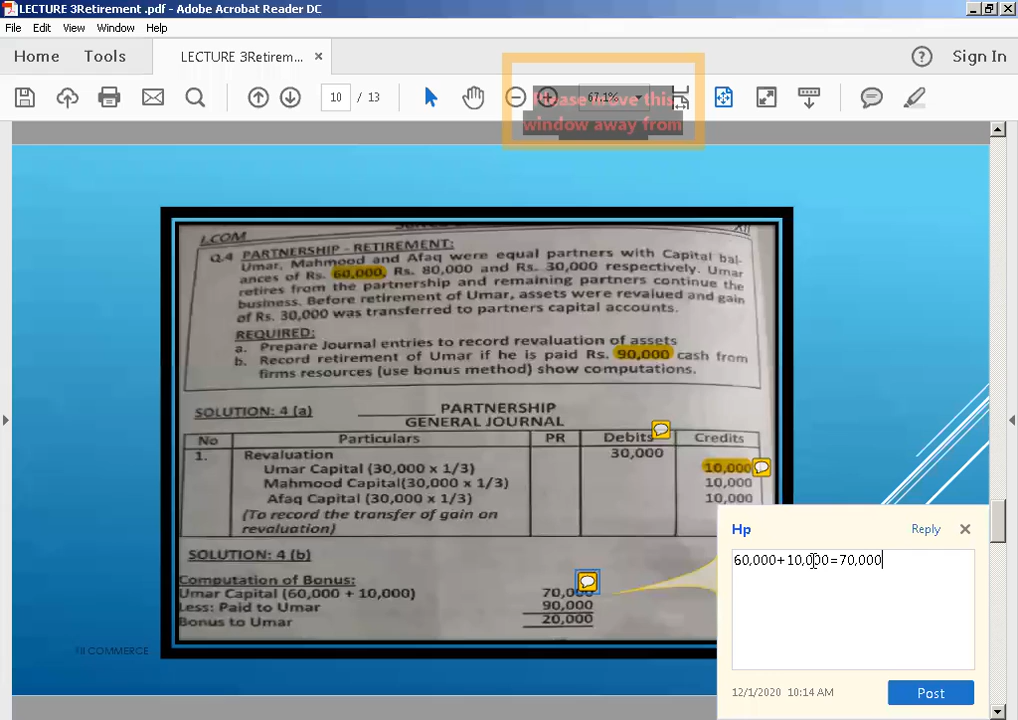 LECTURE 3Retirement .pdf - Adobe Acrobat Reader DC
File Edit View Window Help
Home Tools LECTURE 3Retirem... × Sign In
10 / 13 67.1%
Please move this
window away from
I.COM XII
Q.4 PARTNERSHIP - RETIREMENT:
Umar, Mahmood and Afaq were equal partners with Capital bal-
ances of Rs. 60,000, Rs. 80,000 and Rs. 30,000 respectively. Umar
retires from the partnership and remaining partners continue the
business. Before retirement of Umar, assets were revalued and gain
of Rs. 30,000 was transferred to partners capital accounts.
REQUIRED:
a. Prepare Journal entries to record revaluation of assets
b. Record retirement of Umar if he is paid Rs. 90,000 cash from
firms resources (use bonus method) show computations.
SOLUTION: 4 (a) ________ PARTNERSHIP
GENERAL JOURNAL
No Particulars PR Debits Credits
1. Revaluation 30,000
Umar Capital (30,000 x 1/3) 10,000
Mahmood Capital(30,000 x 1/3) 10,000
Afaq Capital (30,000 x 1/3) 10,000
(To record the transfer of gain on
revaluation)
SOLUTION: 4 (b)
Computation of Bonus:
Umar Capital (60,000 + 10,000) 70,000
Less: Paid to Umar 90,000
Bonus to Umar 20,000
COMMERCE
Hp Reply
60,000+10,000=70,000
12/1/2020 10:14 AM Post